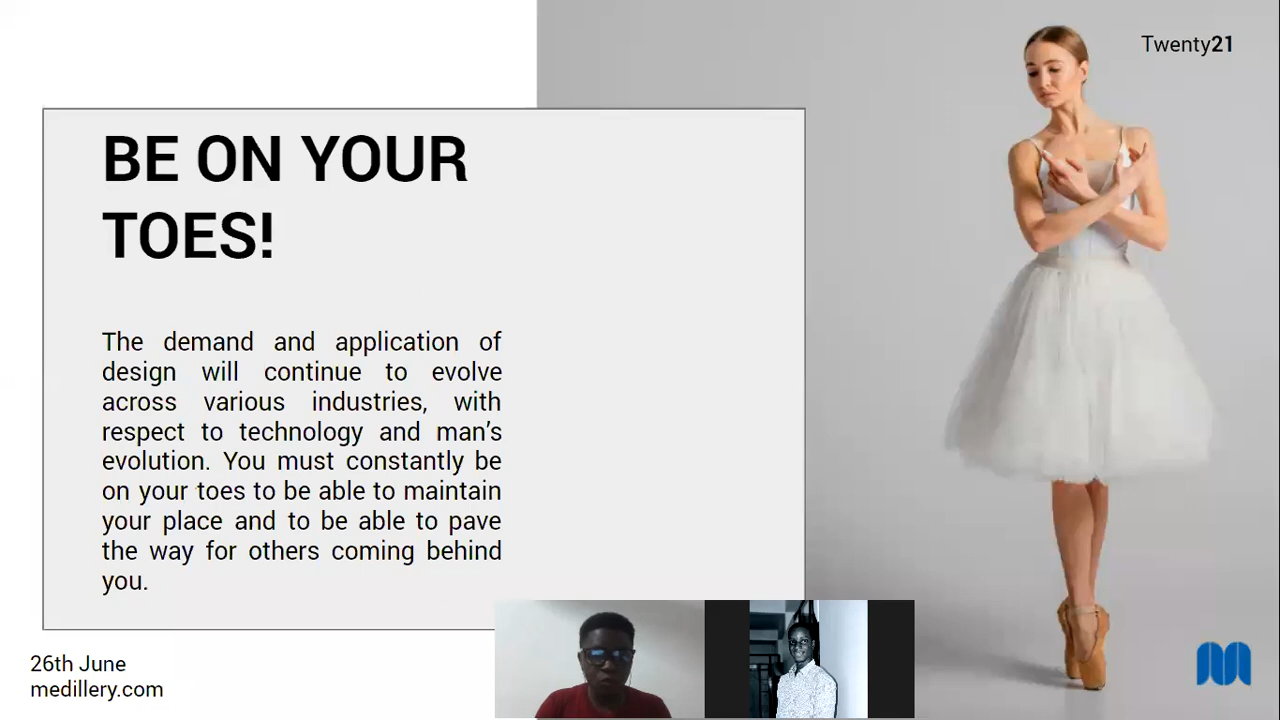 Twenty21
BE ON YOUR
TOES!
The demand and application of
design will continue to evolve
across various industries, with
respect to technology and man’s
evolution. You must constantly be
on your toes to be able to maintain
your place and to be able to pave
the way for others coming behind
you.
26th June
medillery.com